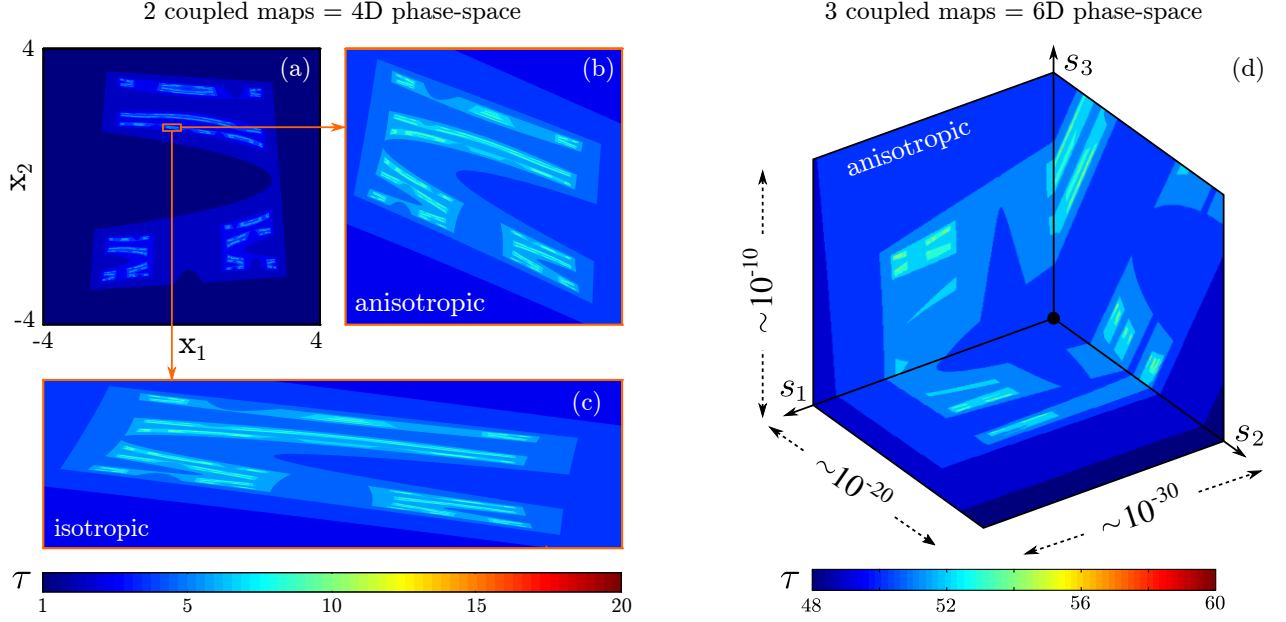 2 coupled maps = 4D phase-space
3 coupled maps = 6D phase-space
4
(a)
(b)
x2
-4
-4
x1
4
anisotropic
(c)
isotropic
τ
1
5
10
15
20
s3
(d)
anisotropic
~10-10
s1
s2
~10-20
~10-30
τ
48
52
56
60